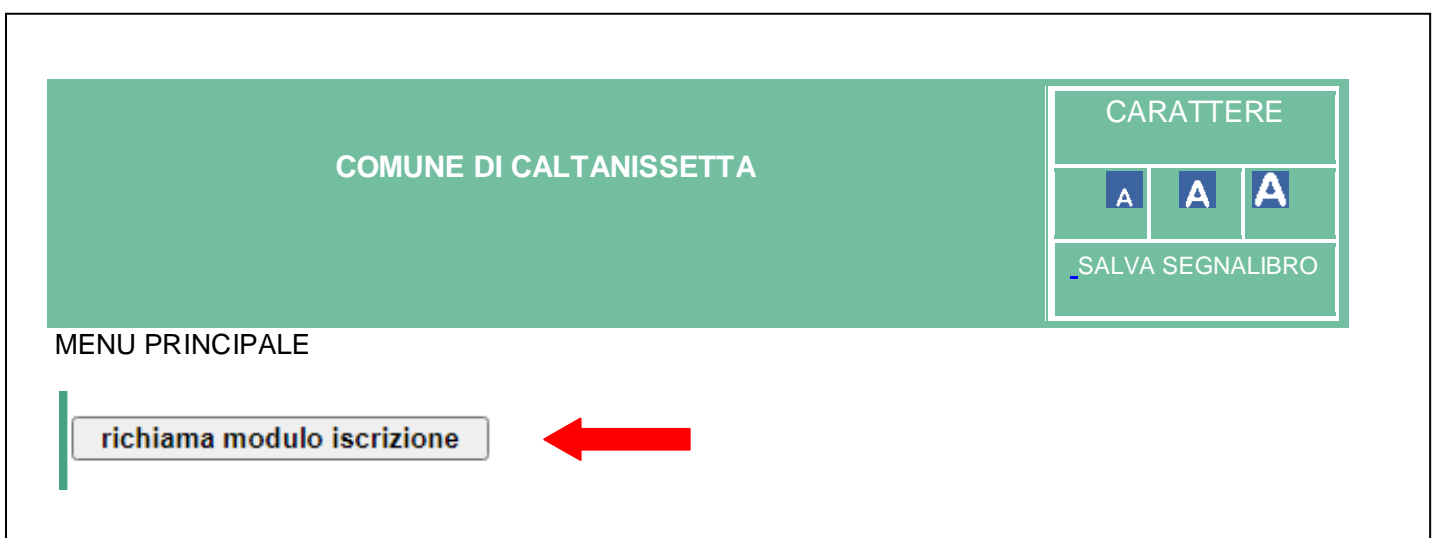 COMUNE DI CALTANISSETTA
CARATTERE
A A A
SALVA SEGNALIBRO
MENU PRINCIPALE
richiama modulo iscrizione